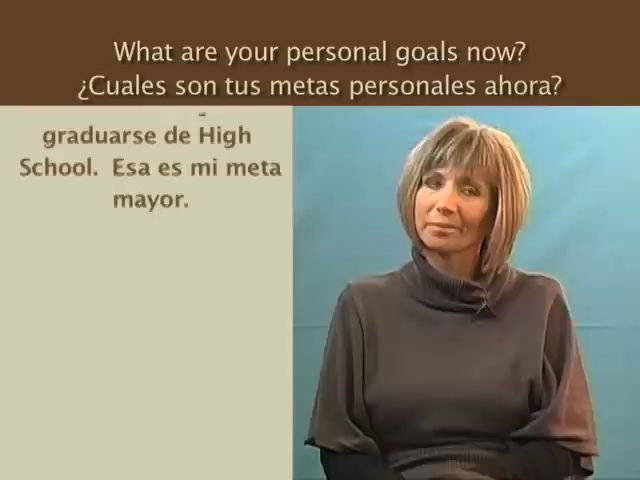 What are your personal goals now?
¿Cuales son tus metas personales ahora?
graduarse de High
School. Esa es mi meta
mayor.